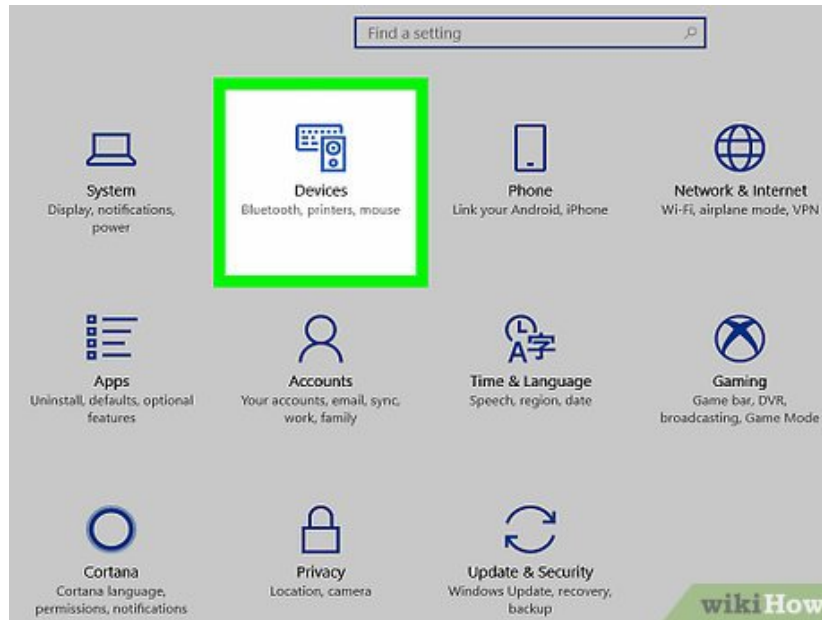 Find a setting
System
Display, notifications,
power
Devices
Bluetooth, printers, mouse
Phone
Link your Android, iPhone
Network & Internet
Wi-Fi, airplane mode, VPN
Apps
Uninstall, defaults, optional
features
Accounts
Your accounts, email, sync,
work, family
A字
Time & Language
Speech, region, date
Gaming
Game bar, DVR,
broadcasting, Game Mode
Cortana
Cortana language,
permissions, notifications
Privacy
Location, camera
Update & Security
Windows Update, recovery,
backup
wikiHow